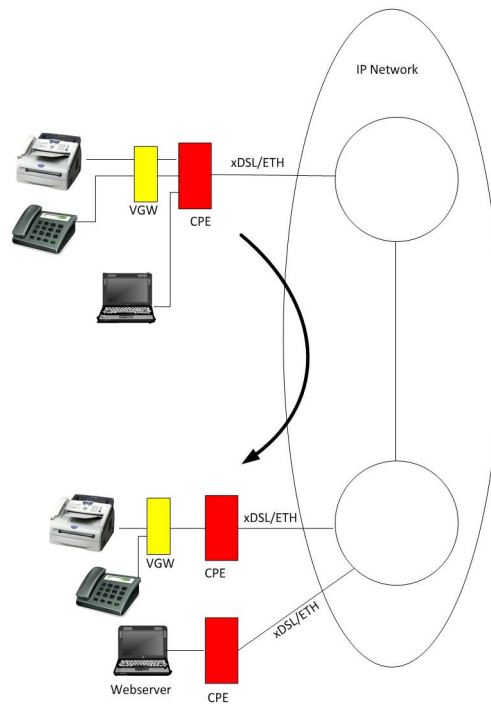 IP Network
xDSL/ETH
VGW
CPE
xDSL/ETH
VGW
CPE
xDSL/ETH
Webserver
CPE